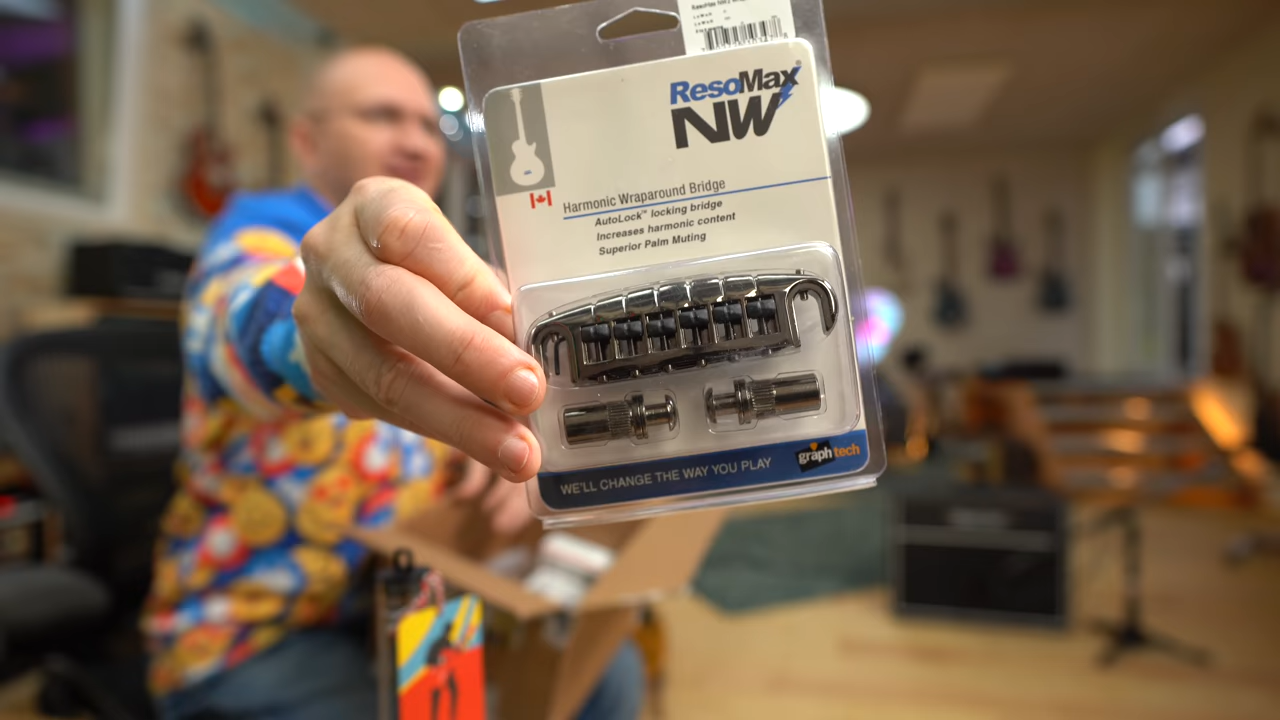 ResoMax
NW
Harmonic Wraparound Bridge
AutoLock™ locking bridge
Increases harmonic content
Superior Palm Muting
WE'LL CHANGE THE WAY YOU PLAY
graph tech